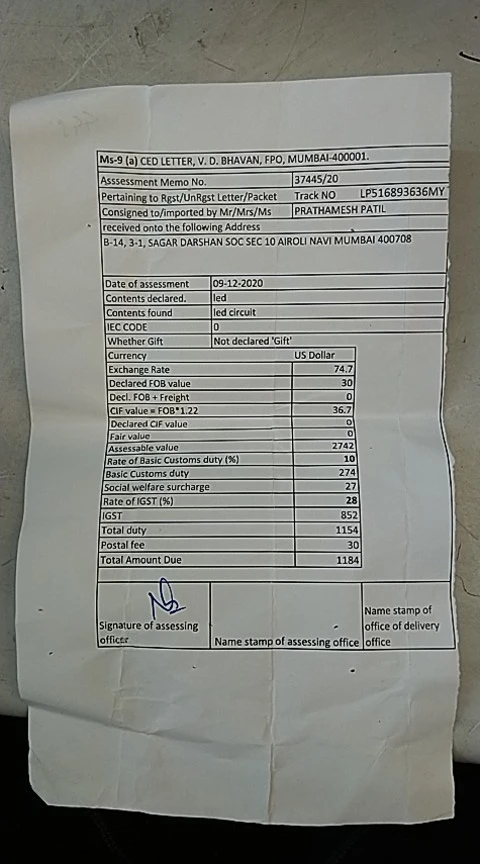 Ms-9 (a) CED LETTER, V. D. BHAVAN, FPO, MUMBAI-400001.
Asssessment Memo No. 37445/20
Pertaining to Rgst/UnRgst Letter/Packet Track NO LP516893636MY
Consigned to/imported by Mr/Mrs/Ms PRATHAMESH PATIL
received onto the following Address
B-14, 3-1, SAGAR DARSHAN SOC SEC 10 AIROLI NAVI MUMBAI 400708
Date of assessment 09-12-2020
Contents declared. led
Contents found led circuit
IEC CODE 0
Whether Gift Not declared 'Gift'
Currency US Dollar
Exchange Rate 74.7
Declared FOB value 30
Decl. FOB + Freight 0
CIF value = FOB*1.22 36.7
Declared CIF value 0
Fair value 0
Assessable value 2742
Rate of Basic Customs duty (%) 10
Basic Customs duty 274
Social welfare surcharge 27
Rate of IGST (%) 28
IGST 852
Total duty 1154
Postal fee 30
Total Amount Due 1184
Signature of assessing officer
Name stamp of assessing office
Name stamp of office of delivery office